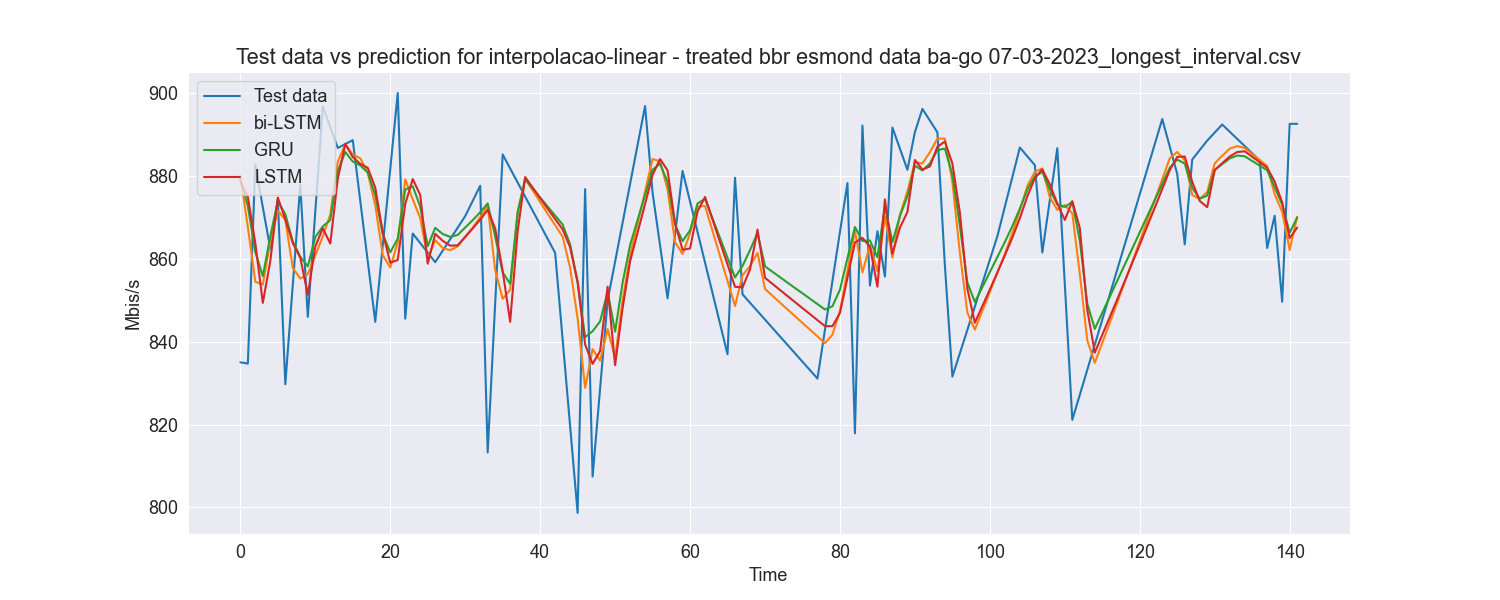 Test data vs prediction for interpolacao-linear - treated bbr esmond data ba-go 07-03-2023_longest_interval.csv
Test data
bi-LSTM
GRU
LSTM
900
880
860
840
820
800
Mbis/s
0 20 40 60 80 100 120 140
Time